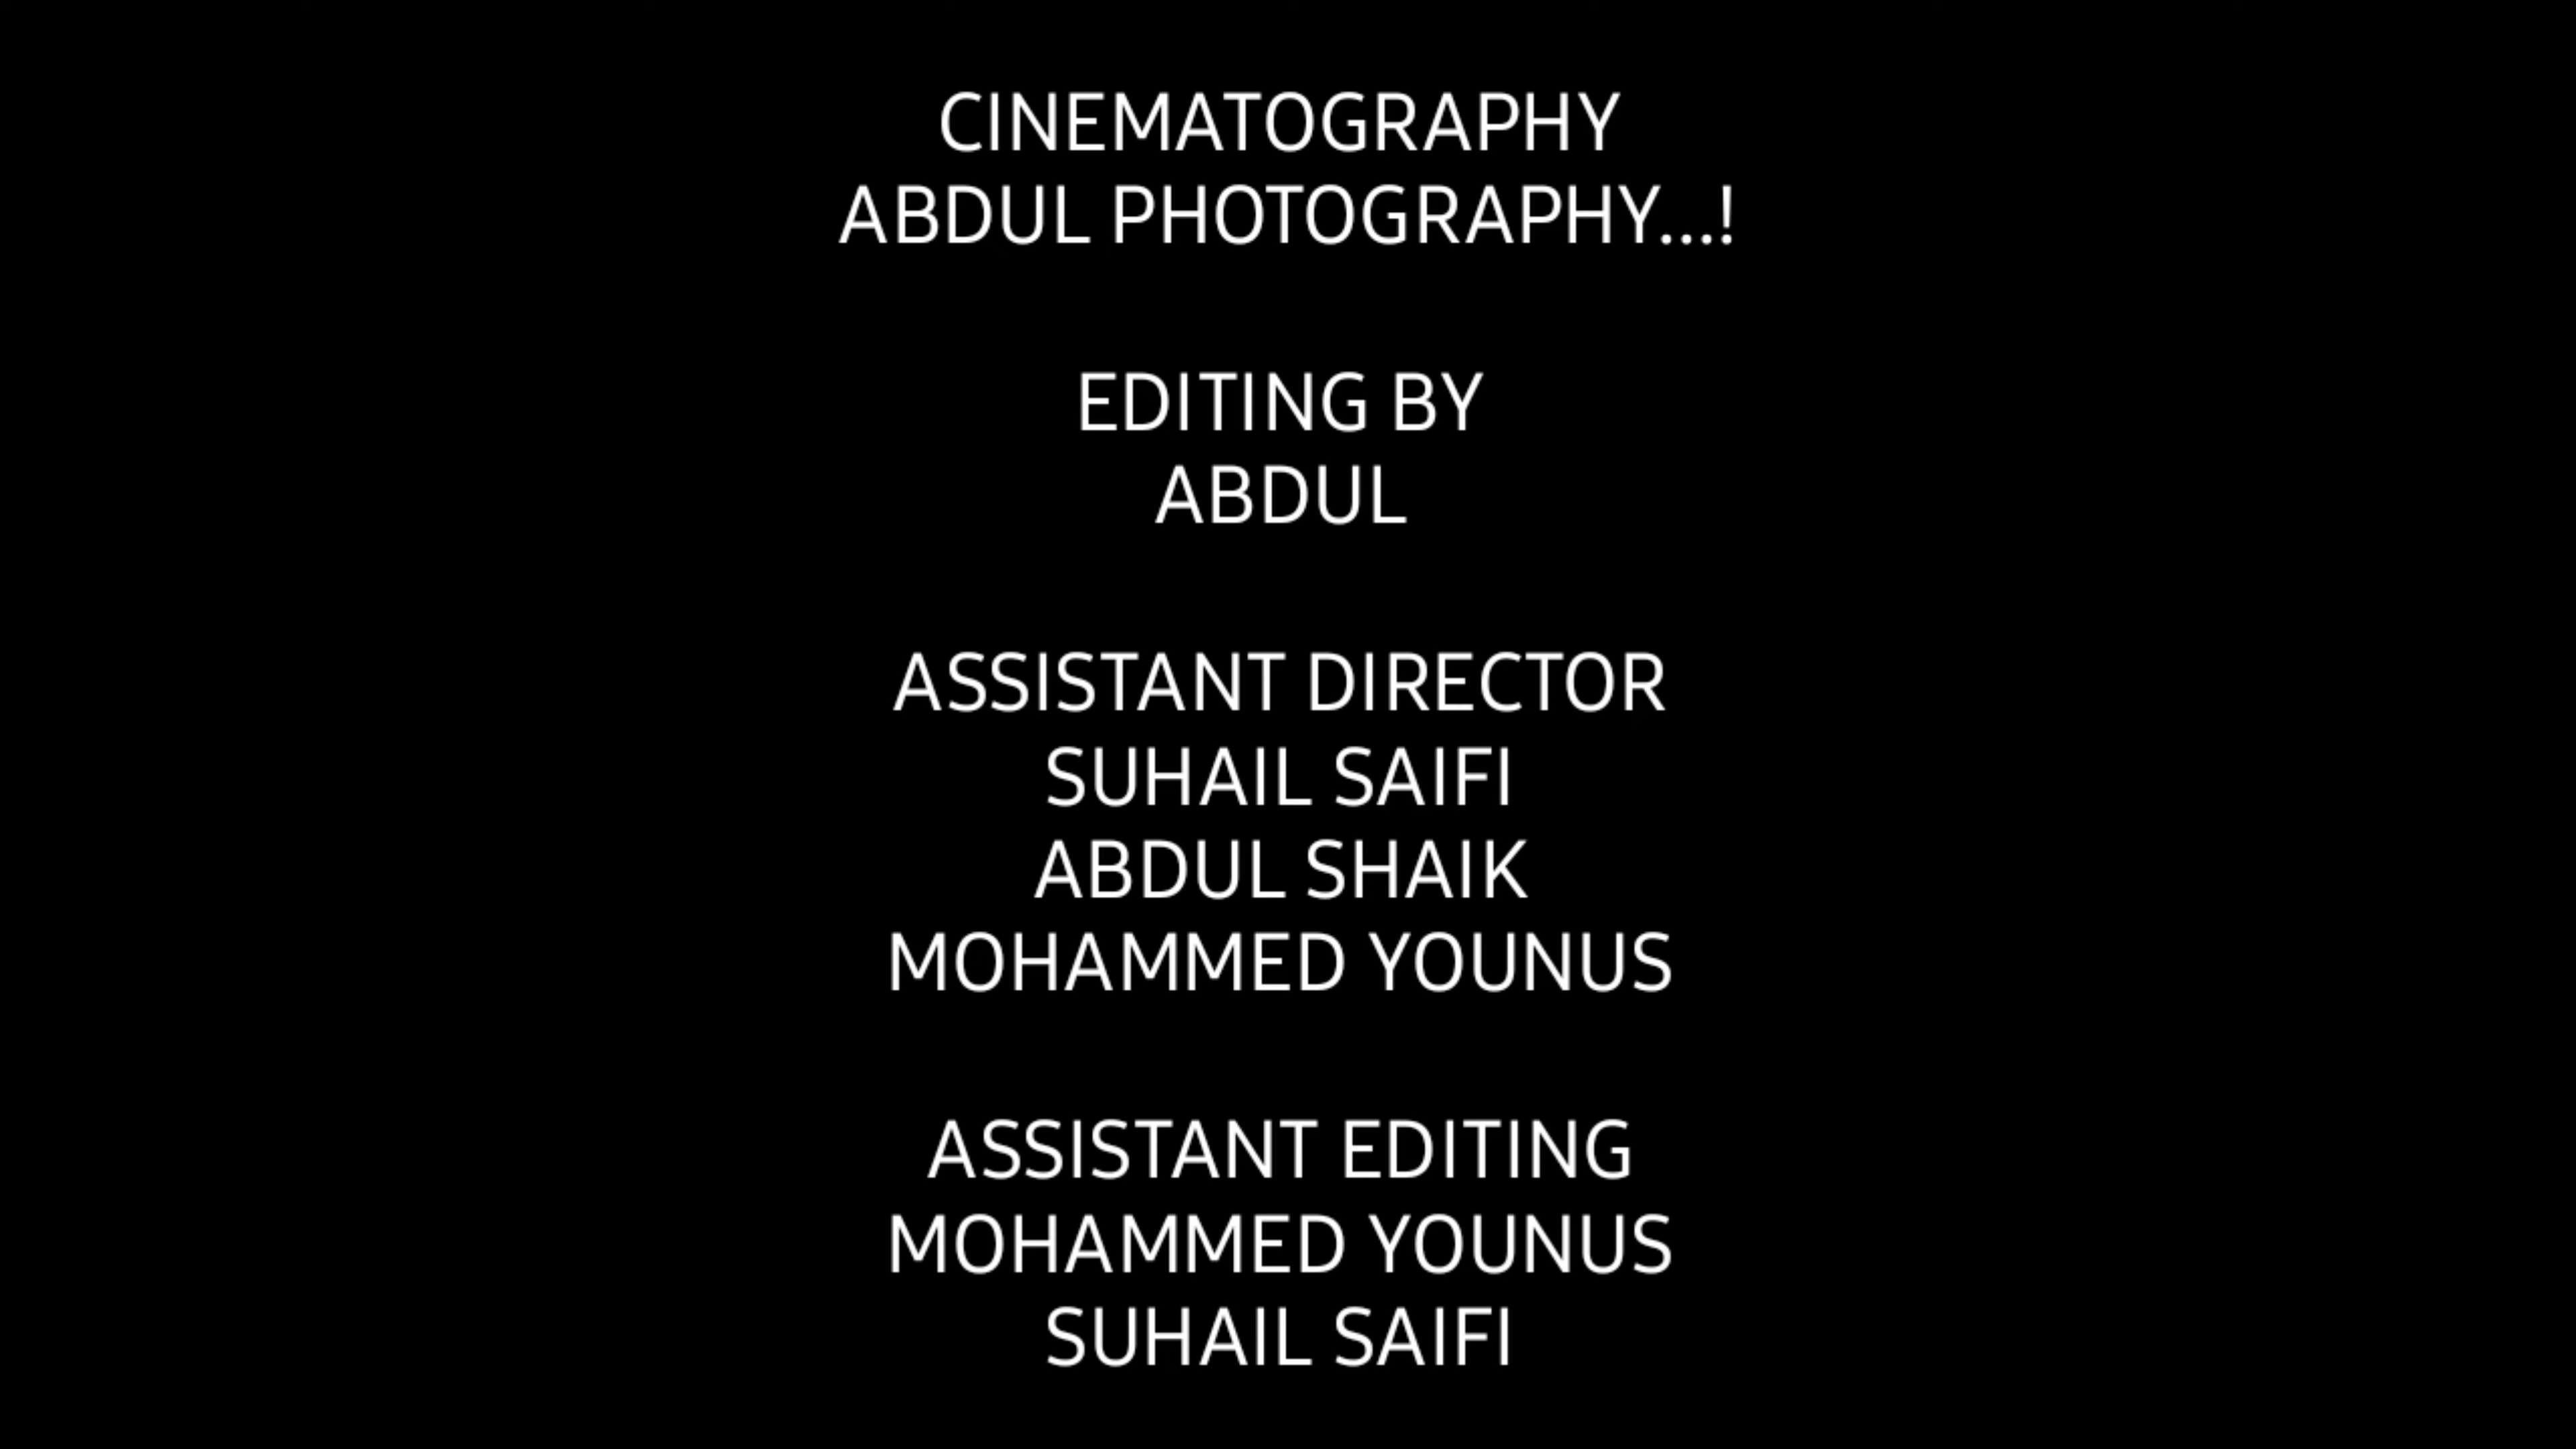 CINEMATOGRAPHY
ABDUL PHOTOGRAPHY...!
EDITING BY
ABDUL
ASSISTANT DIRECTOR
SUHAIL SAIFI
ABDUL SHAIK
MOHAMMED YOUNUS
ASSISTANT EDITING
MOHAMMED YOUNUS
SUHAIL SAIFI